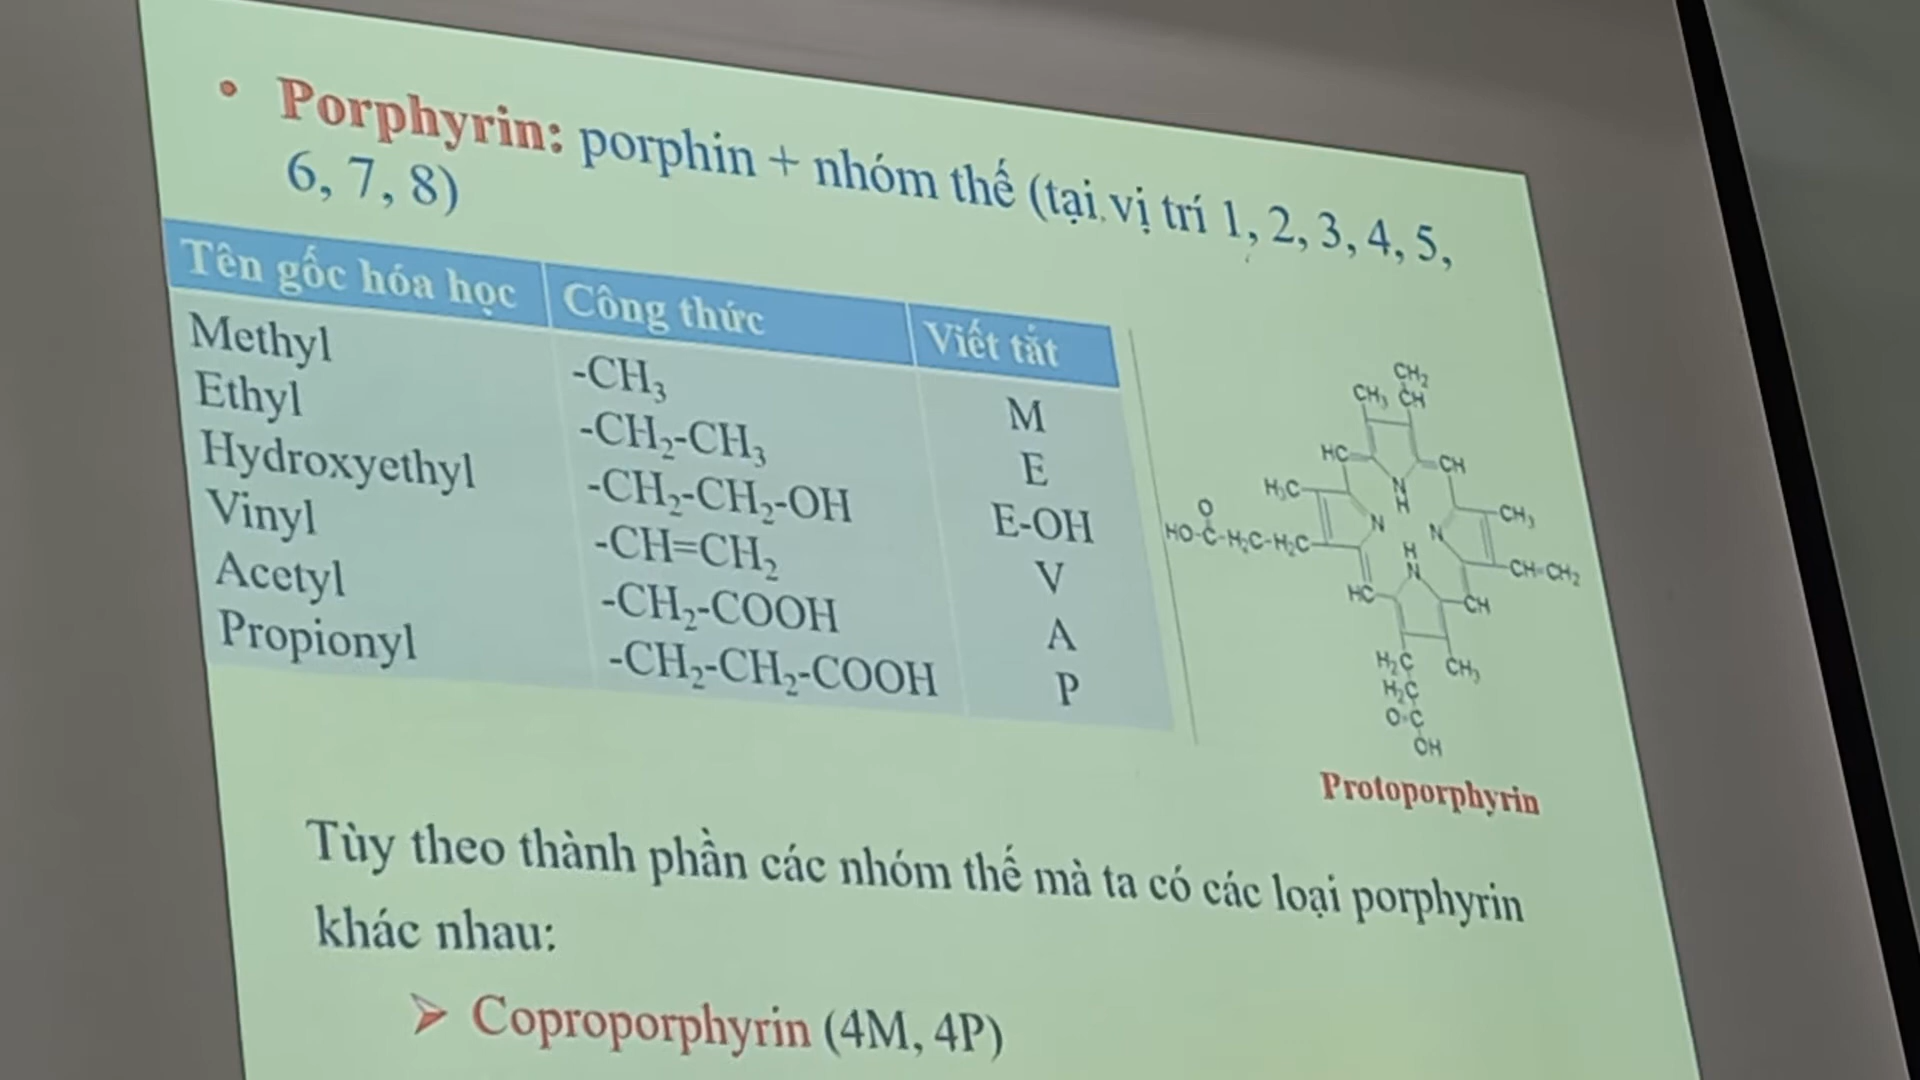 • Porphyrin: porphin + nhóm thế (tại vị trí 1, 2, 3, 4, 5,
6, 7, 8)
Tên gốc hóa học Công thức Viết tắt
Methyl -CH₃ M
Ethyl -CH₂-CH₃ E
Hydroxyethyl -CH₂-CH₂-OH E-OH
Vinyl -CH=CH₂ V
Acetyl -CH₂-COOH A
Propionyl -CH₂-CH₂-COOH P
CH₂
CH₃ CH
HC CH
N
H
H₃C CH₃
O
HO-C-H₂C-H₂C N N
H
N
CH=CH₂
HC CH
H₂C CH₃
H₂C
O=C
OH
Protoporphyrin
Tùy theo thành phần các nhóm thế mà ta có các loại porphyrin
khác nhau:
➢ Coproporphyrin (4M, 4P)